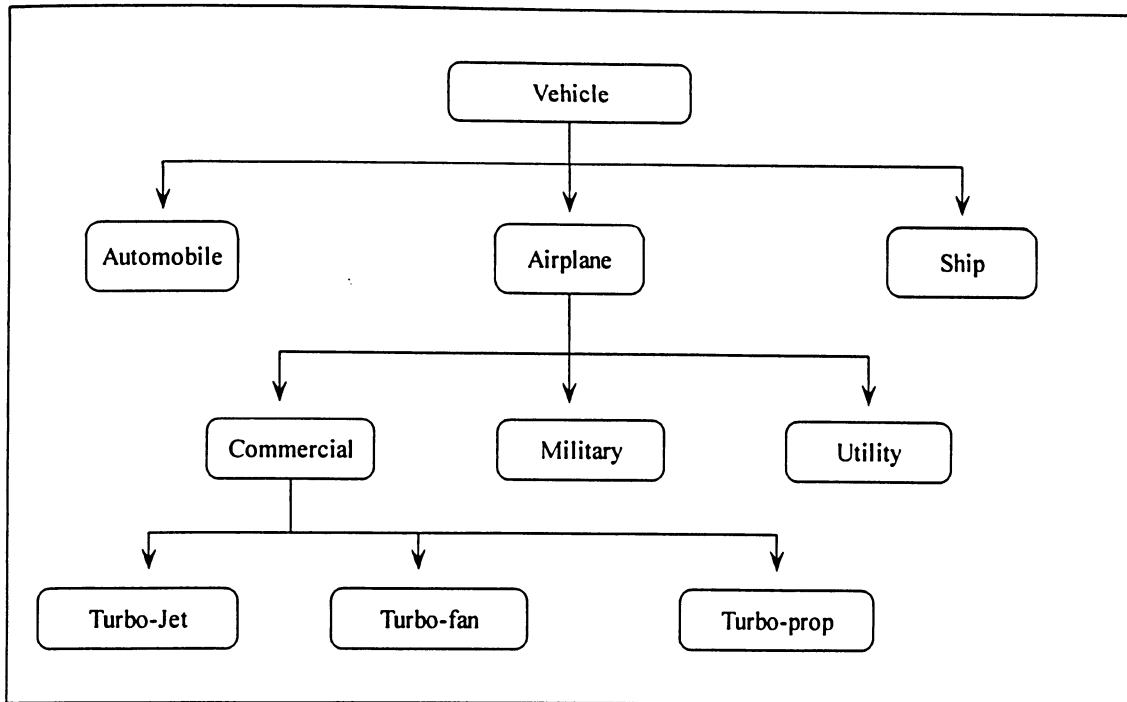 Vehicle
Automobile
Airplane
Ship
Commercial
Military
Utility
Turbo-Jet
Turbo-fan
Turbo-prop